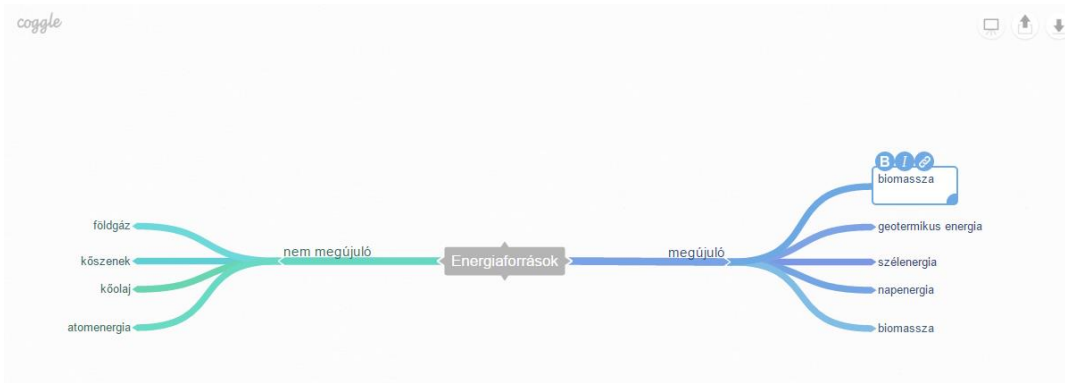 coggle
B I
biomassza
földgáz
geotermikus energia
nem megújuló
Energiaforrások
megújuló
kőszenek
szélenergia
kőolaj
napenergia
atomenergia
biomassza